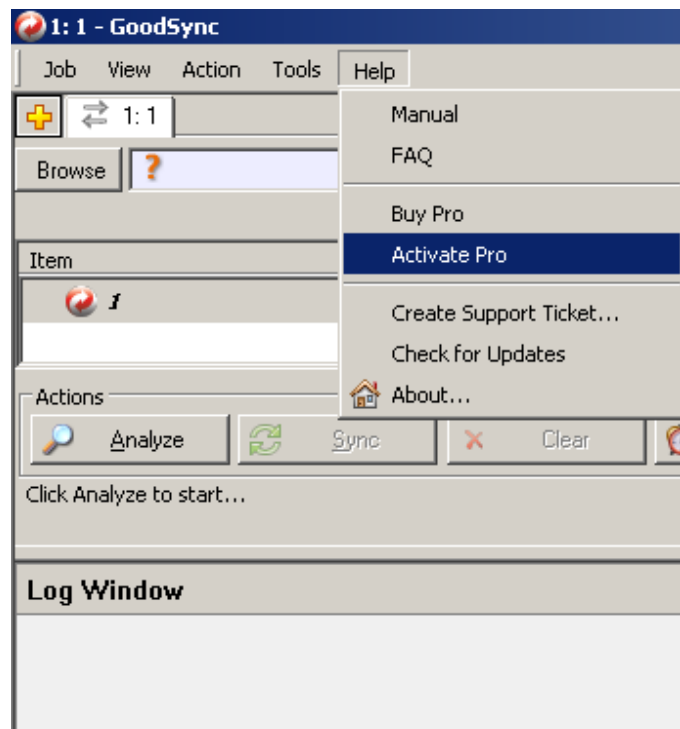 1: 1 - GoodSync
Job View Action Tools Help
1: 1
Manual
FAQ
Browse ?
Buy Pro
Item
Activate Pro
1
Create Support Ticket...
Check for Updates
Actions
About...
Analyze Sync Clear
Click Analyze to start...
Log Window